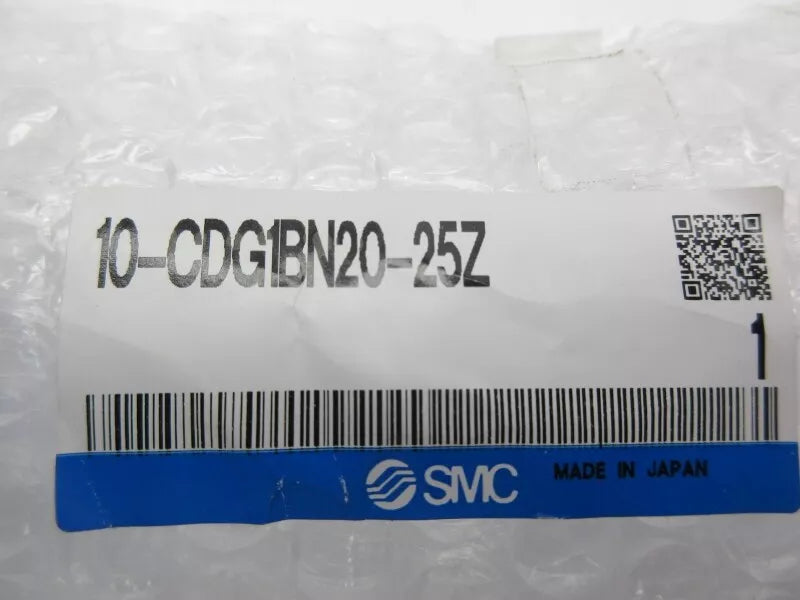 10-CDG1BN20-25Z
1
SMC MADE IN JAPAN